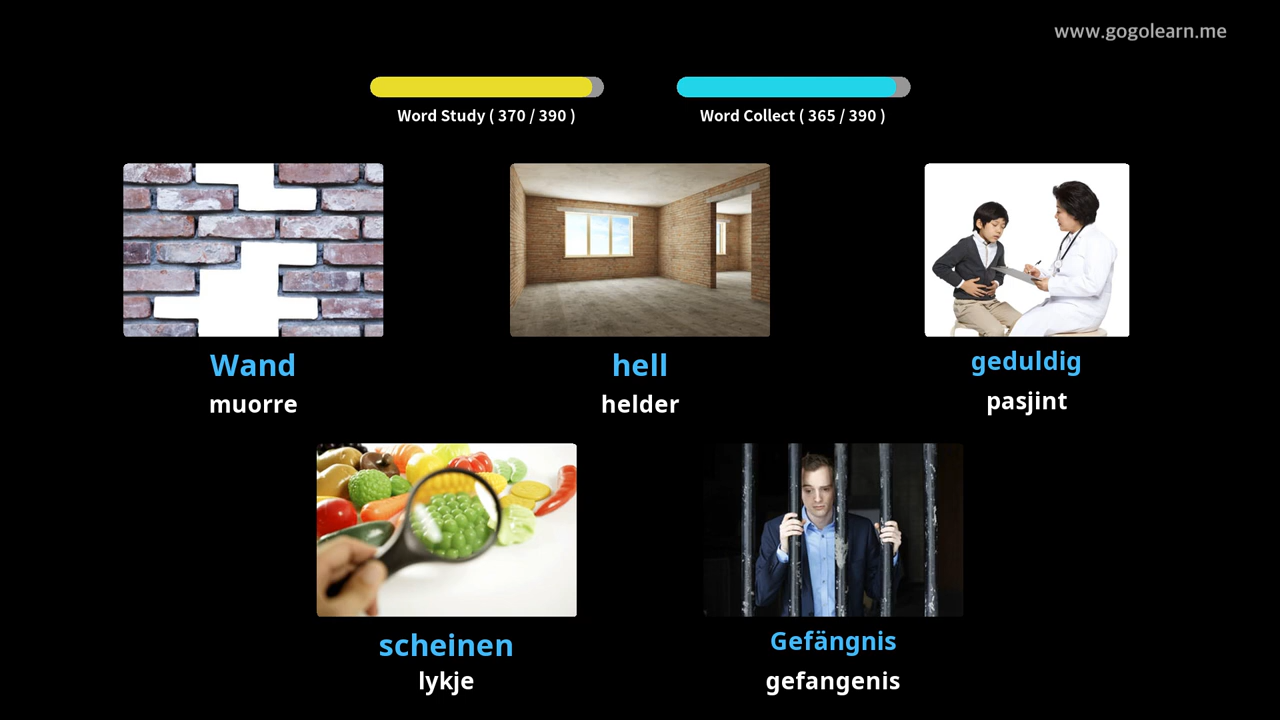 www.gogolearn.me
Word Study ( 370 / 390 )
Word Collect ( 365 / 390 )
Wand
muorre
hell
helder
geduldig
pasjint
scheinen
lykje
Gefängnis
gefangenis